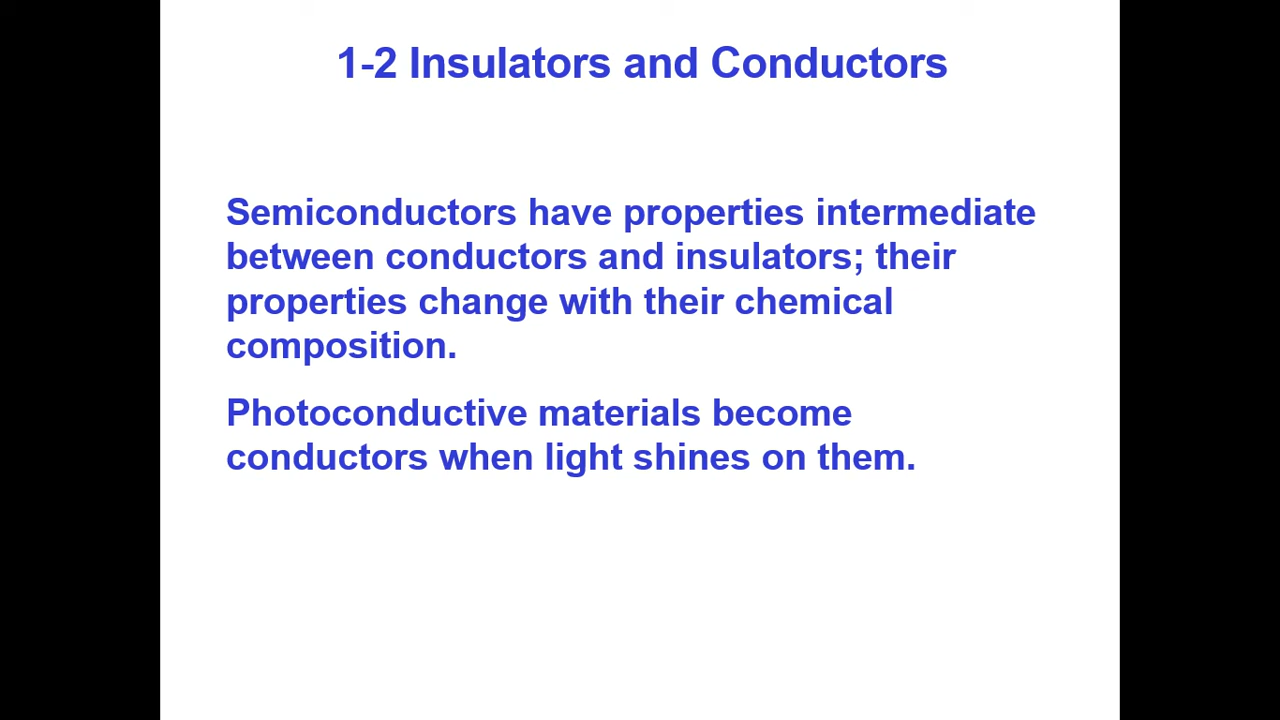 1-2 Insulators and Conductors
Semiconductors have properties intermediate
between conductors and insulators; their
properties change with their chemical
composition.
Photoconductive materials become
conductors when light shines on them.